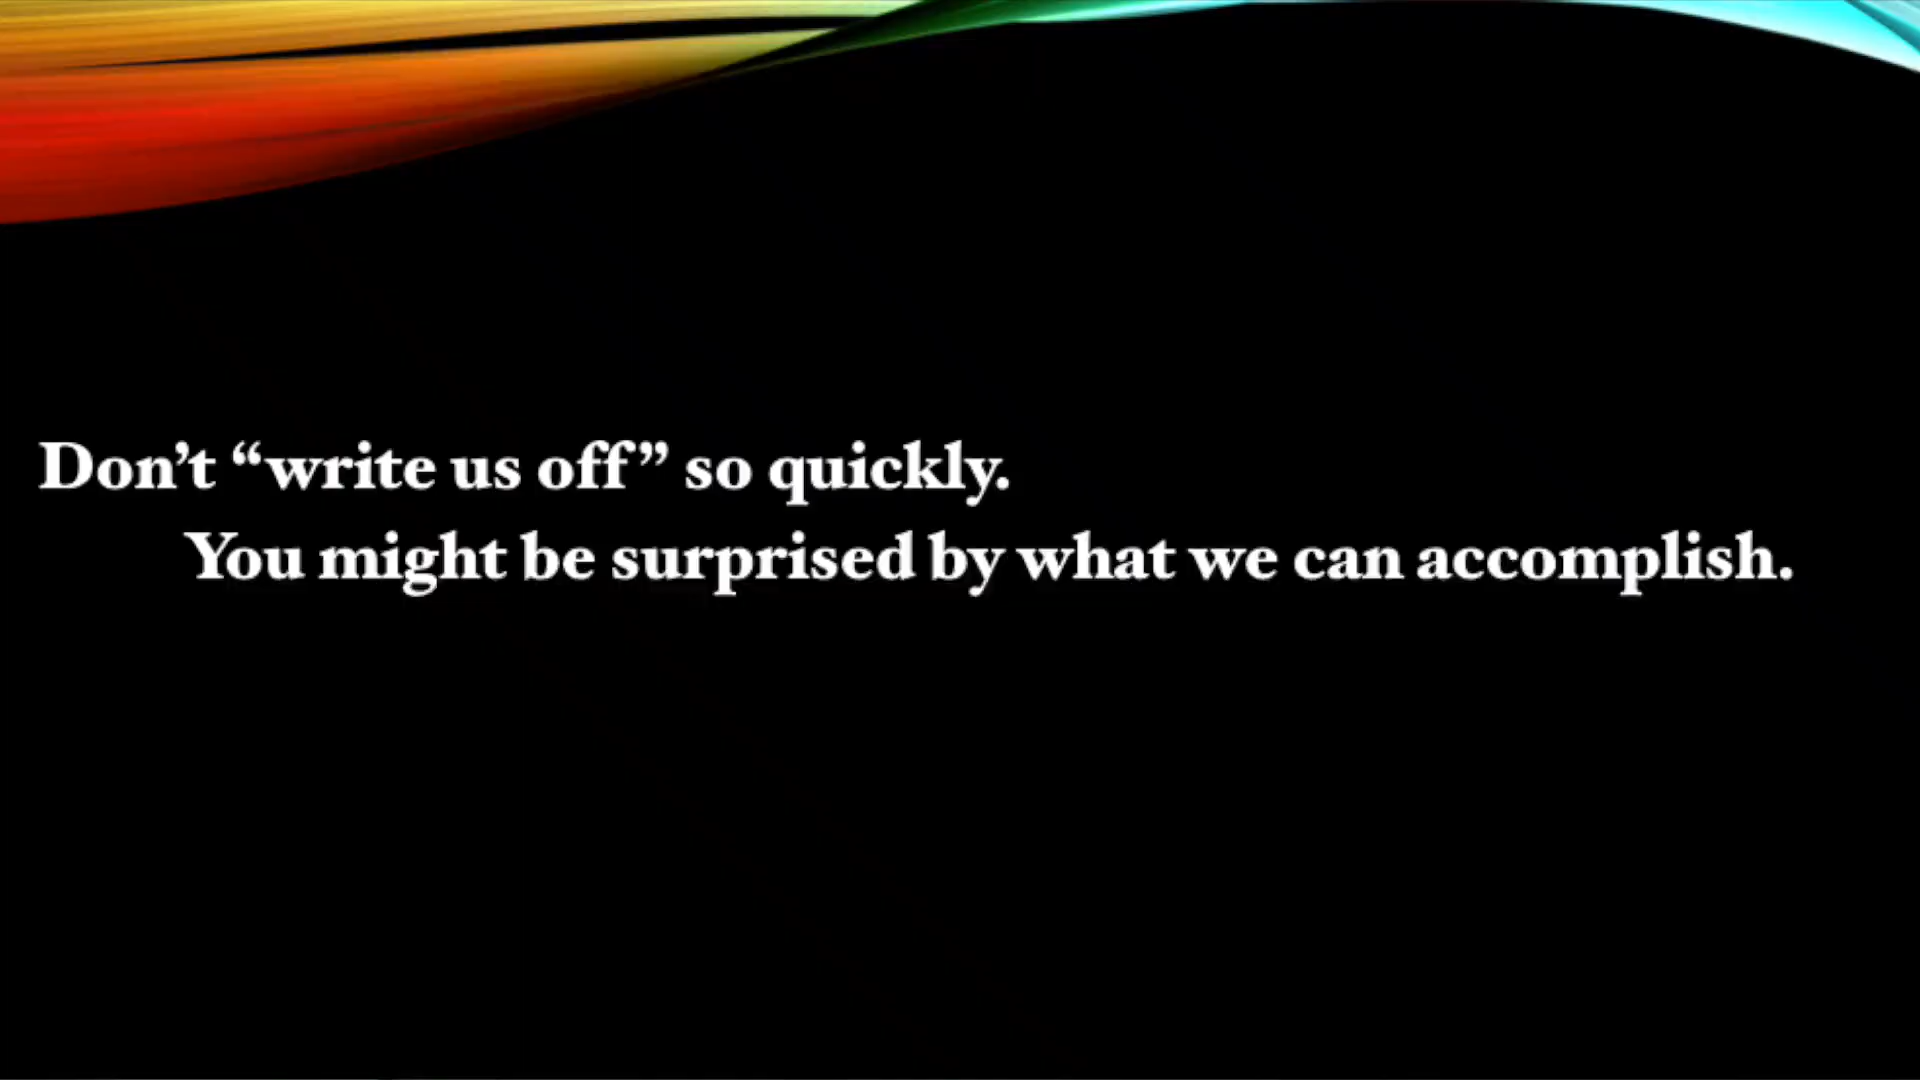 Don’t “write us off” so quickly.
You might be surprised by what we can accomplish.